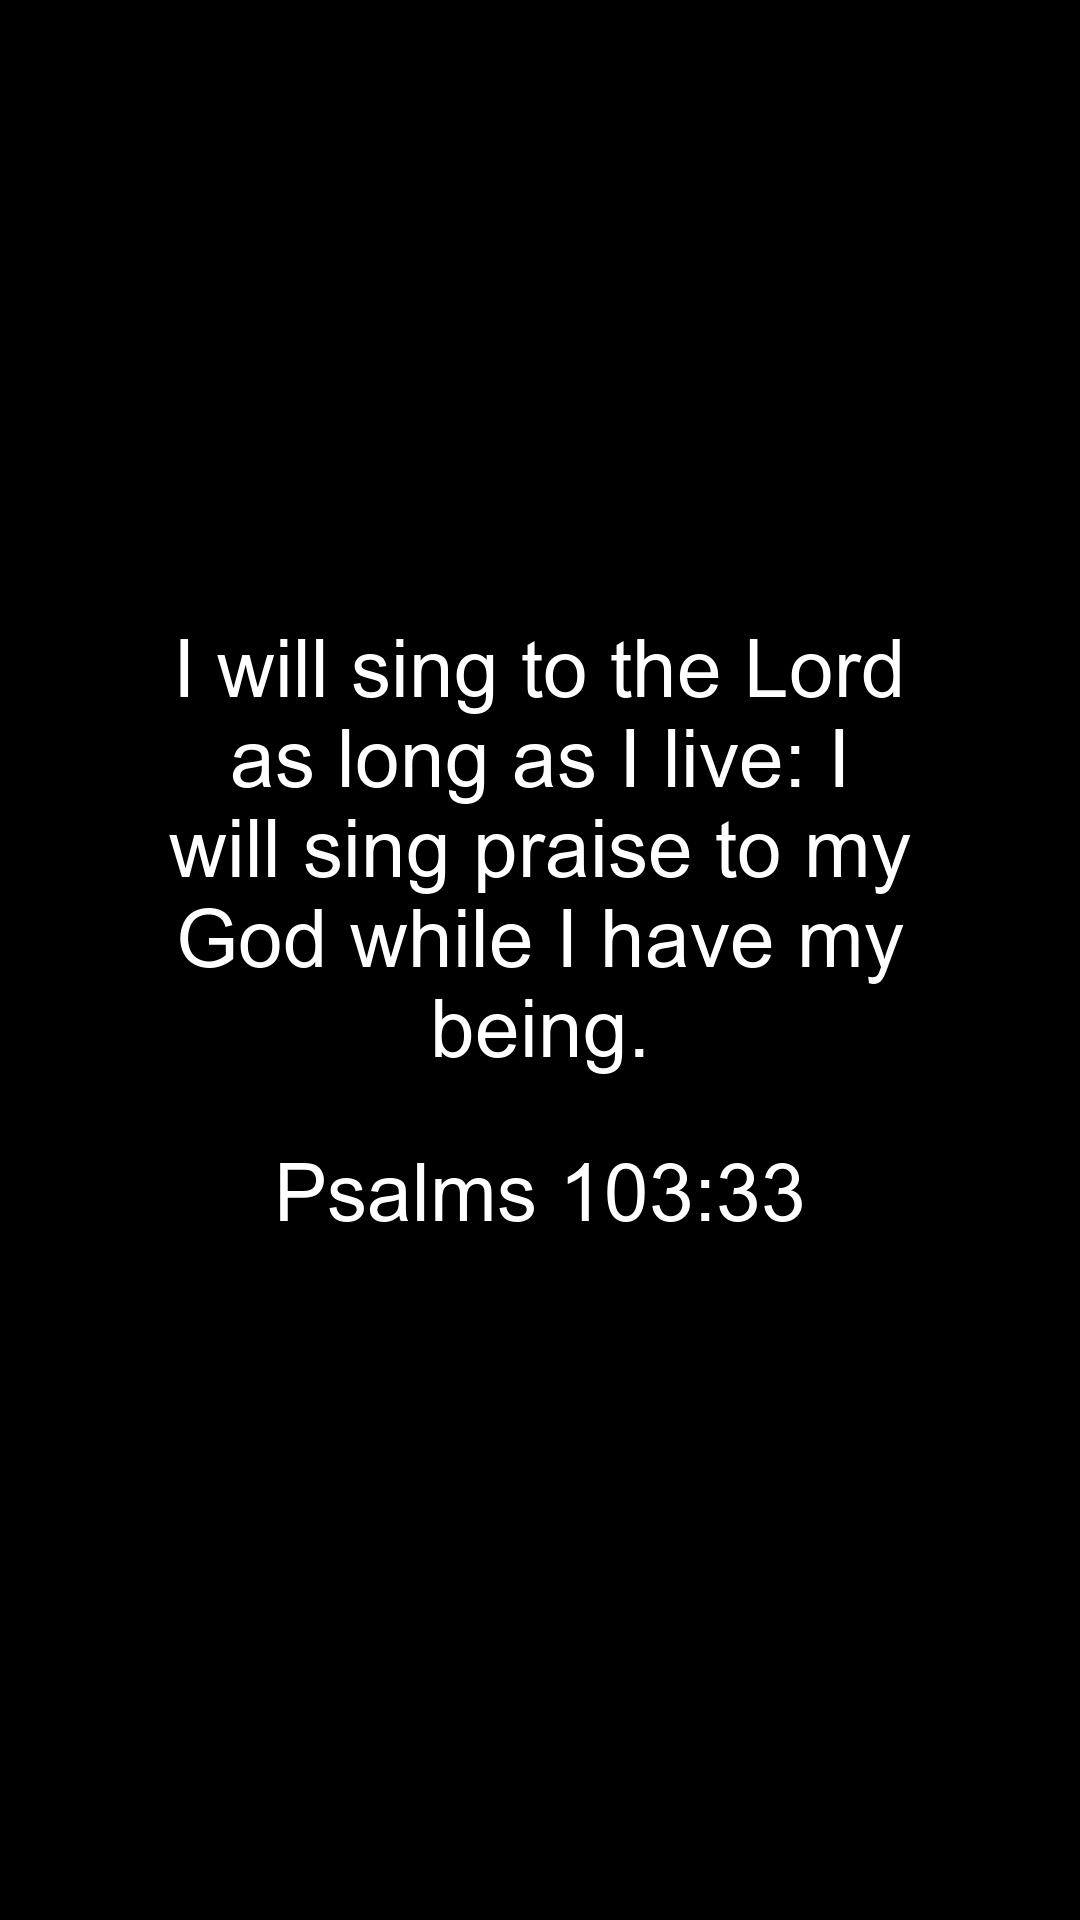 I will sing to the Lord
as long as I live: I
will sing praise to my
God while I have my
being.
Psalms 103:33